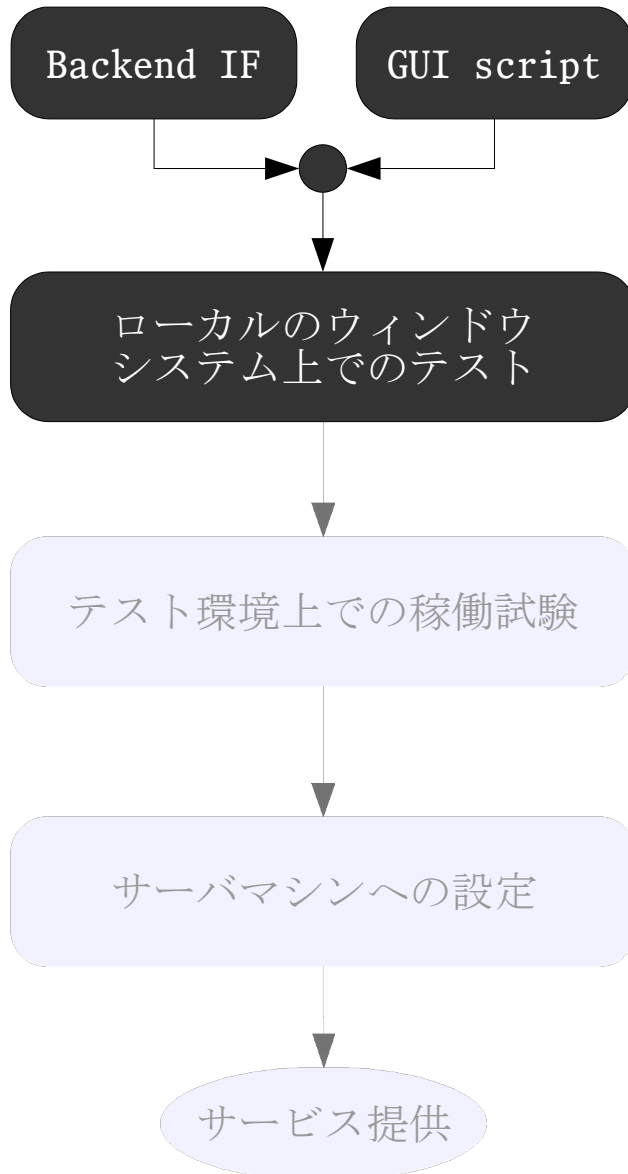 Backend IF
GUI script
ローカルのウィンドウ
システム上でのテスト
テスト環境上での稼働試験
サーバマシンへの設定
サービス提供